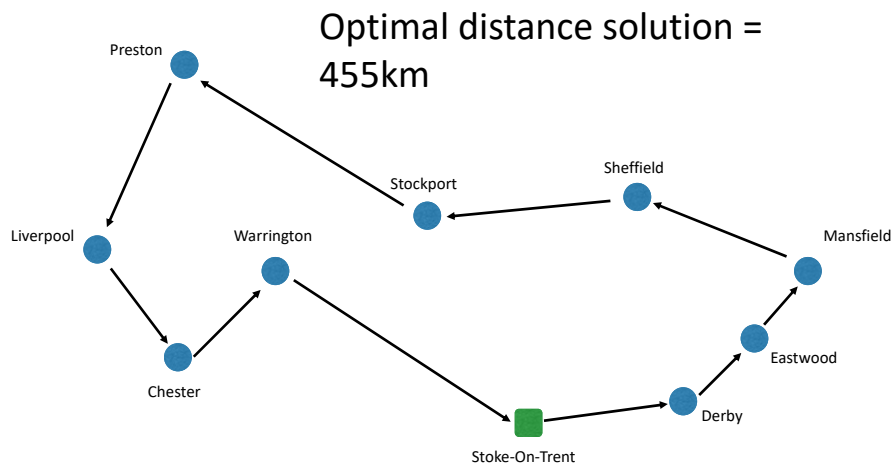 Optimal distance solution =
455km
Preston
Sheffield
Stockport
Liverpool
Warrington
Mansfield
Eastwood
Chester
Derby
Stoke-On-Trent